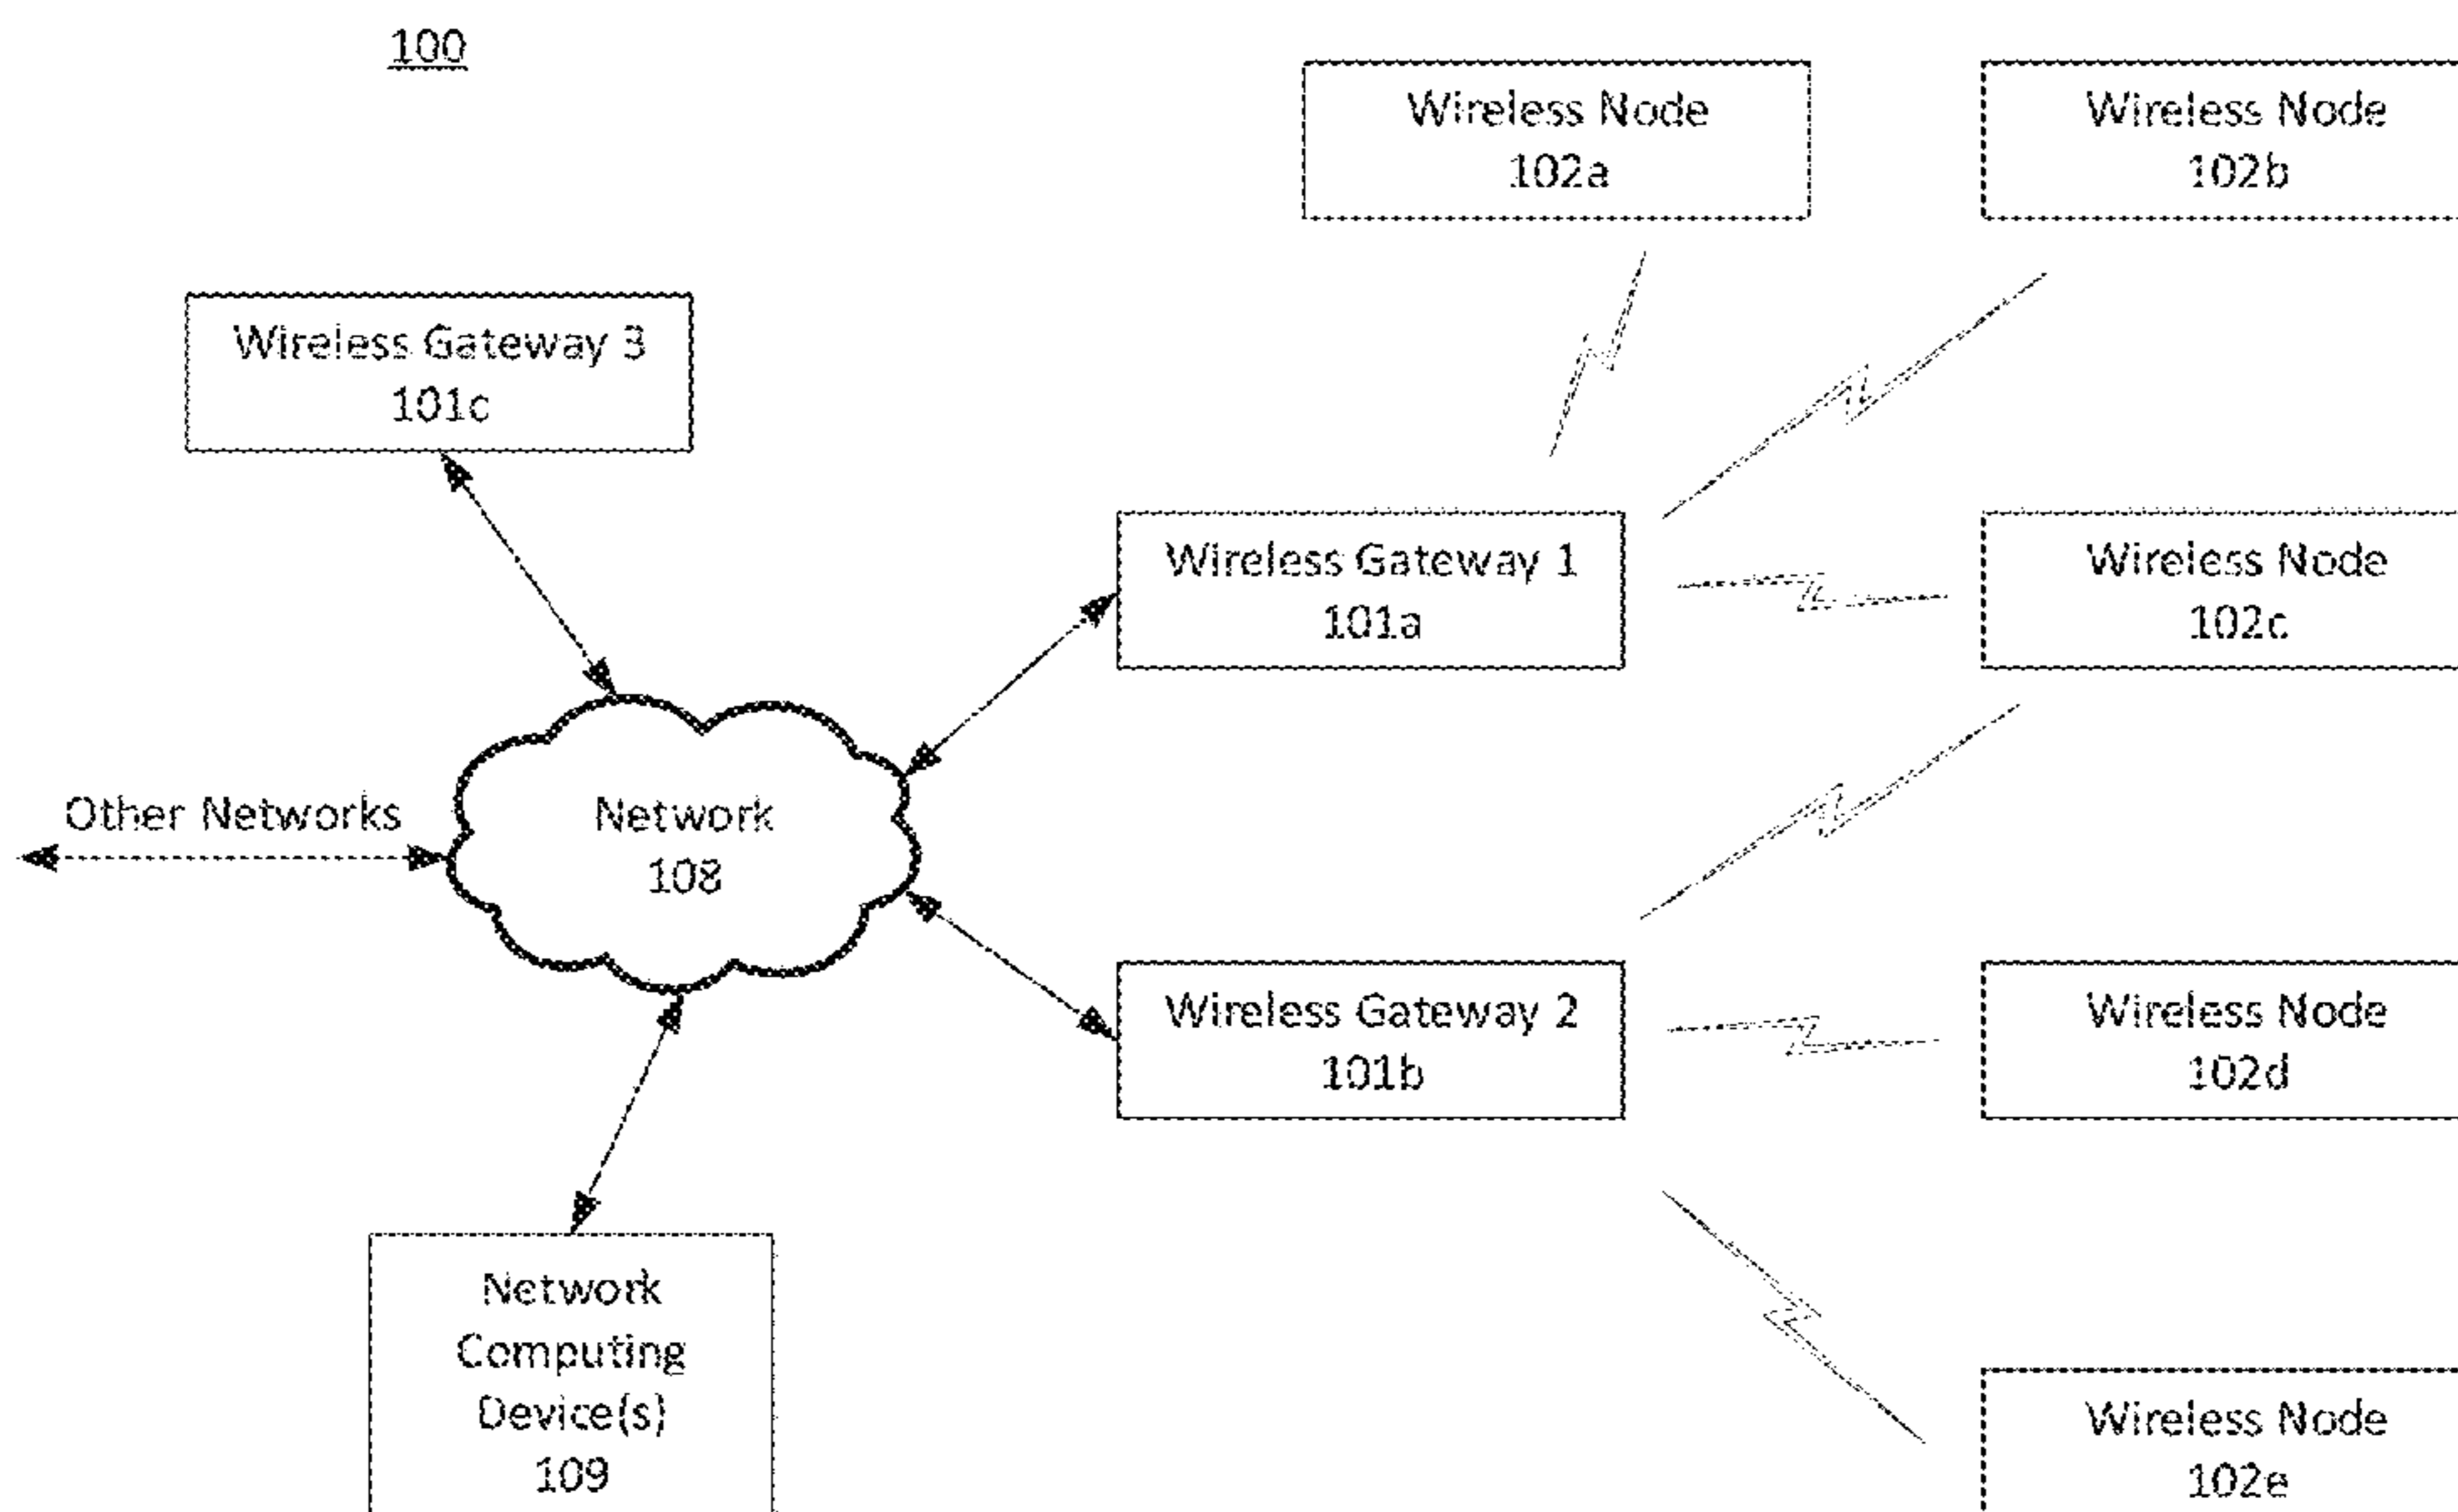 100
Wireless Node
102a
Wireless Node
102b
Wireless Gateway 3
101c
Wireless Gateway 1
101a
Wireless Node
102c
Other Networks
Network
108
Wireless Gateway 2
101b
Wireless Node
102d
Network
Computing
Device(s)
109
Wireless Node
102e